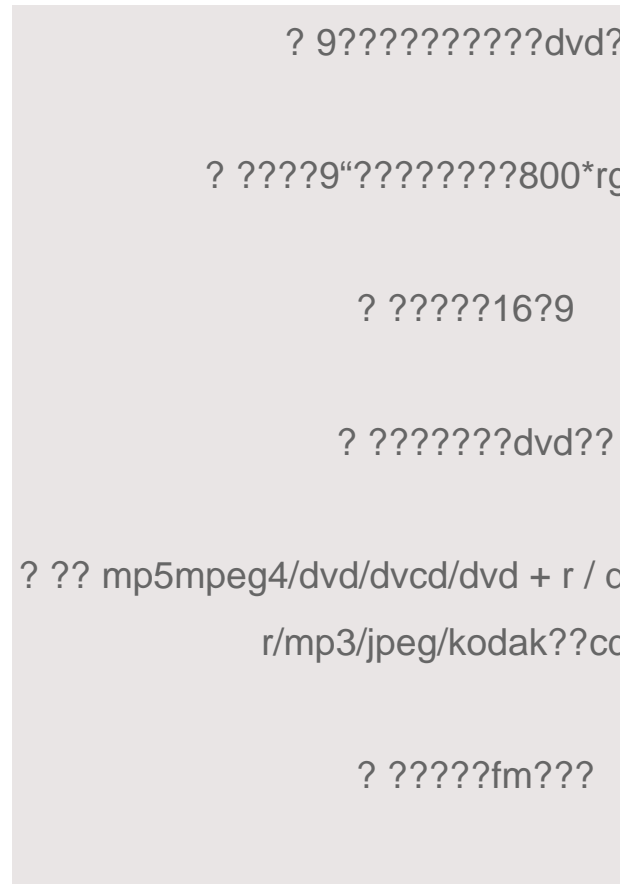 ? 9??????????dvd?
? ????9“????????800*rg
? ?????16?9
? ???????dvd??
? ?? mp5mpeg4/dvd/dvcd/dvd + r / d
r/mp3/jpeg/kodak??cd
? ?????fm???